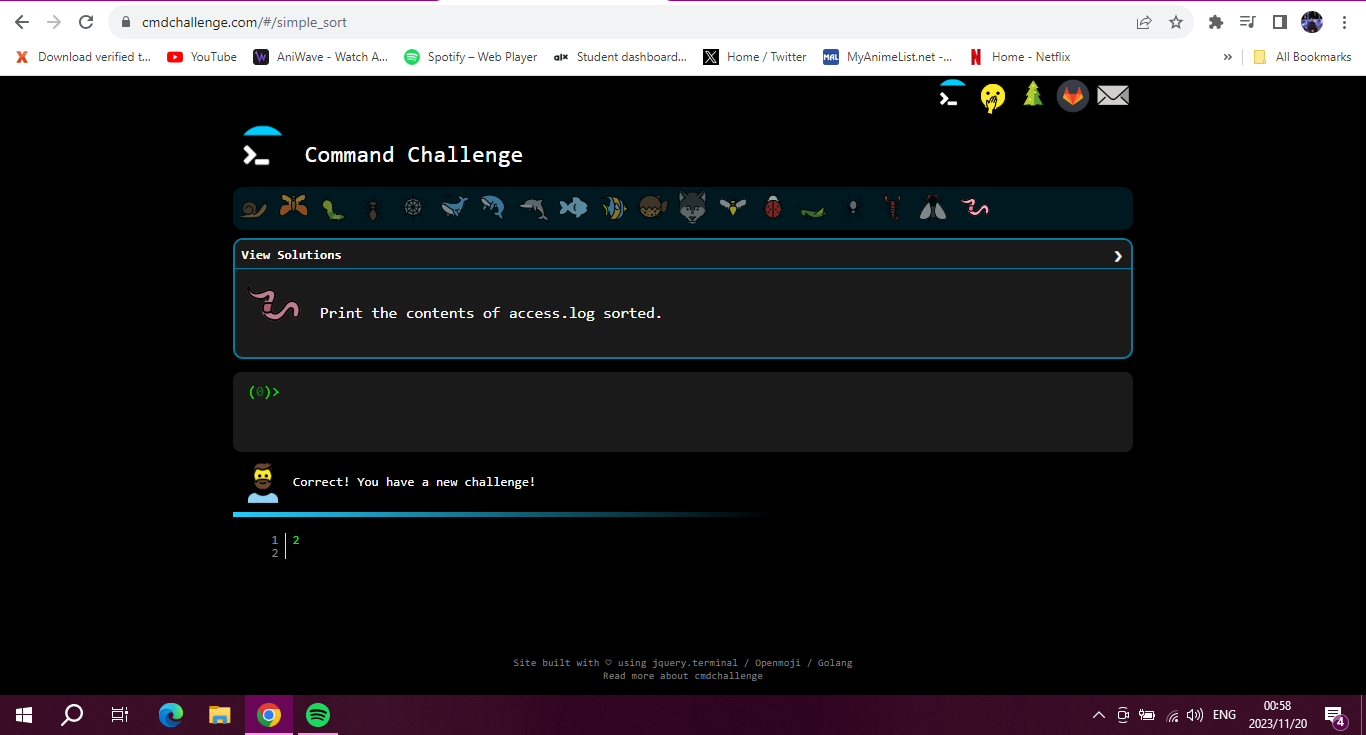 cmdchallenge.com/#/simple_sort
Download verified t... YouTube AniWave - Watch A... Spotify – Web Player alx Student dashboard... Home / Twitter MAL MyAnimeList.net -... Home - Netflix » All Bookmarks
Command Challenge
View Solutions
Print the contents of access.log sorted.
(0)>
Correct! You have a new challenge!
1 2
2
Site built with ♡ using jquery.terminal / Openmoji / Golang
Read more about cmdchallenge
ENG
00:58
2023/11/20
4